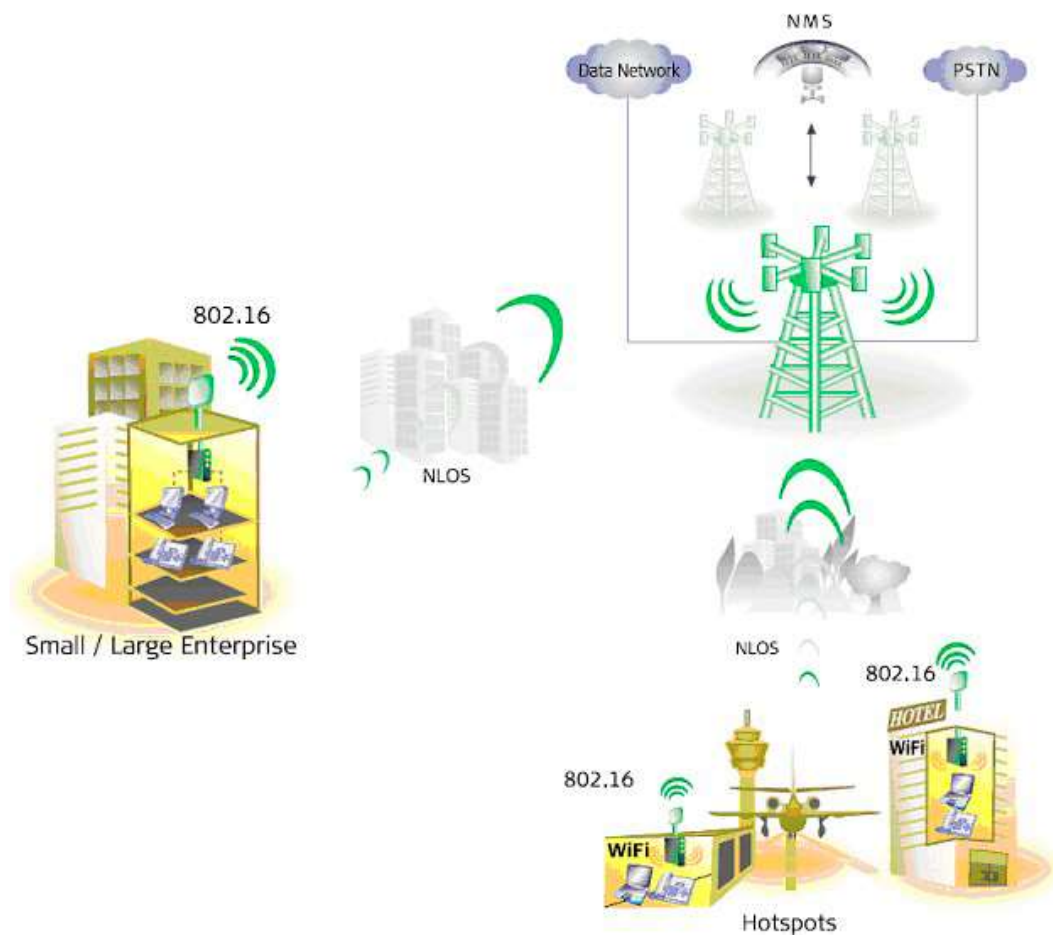 NMS
Data Network
PSTN
802.16
NLOS
Small / Large Enterprise
NLOS
802.16
HOTEL
WiFi
802.16
WiFi
Hotspots